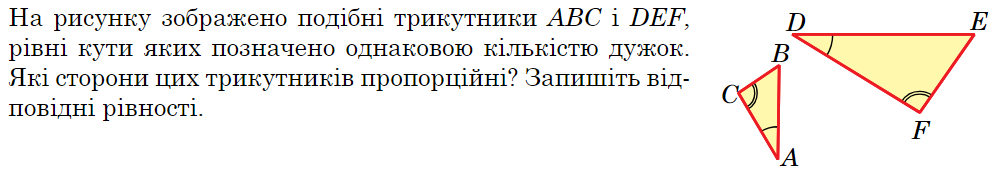 На рисунку зображено подібні трикутники ABC і DEF,
рівні кути яких позначено однаковою кількістю дужок.
Які сторони цих трикутників пропорційні? Запишіть від-
повідні рівності.
D
E
B
C
F
A